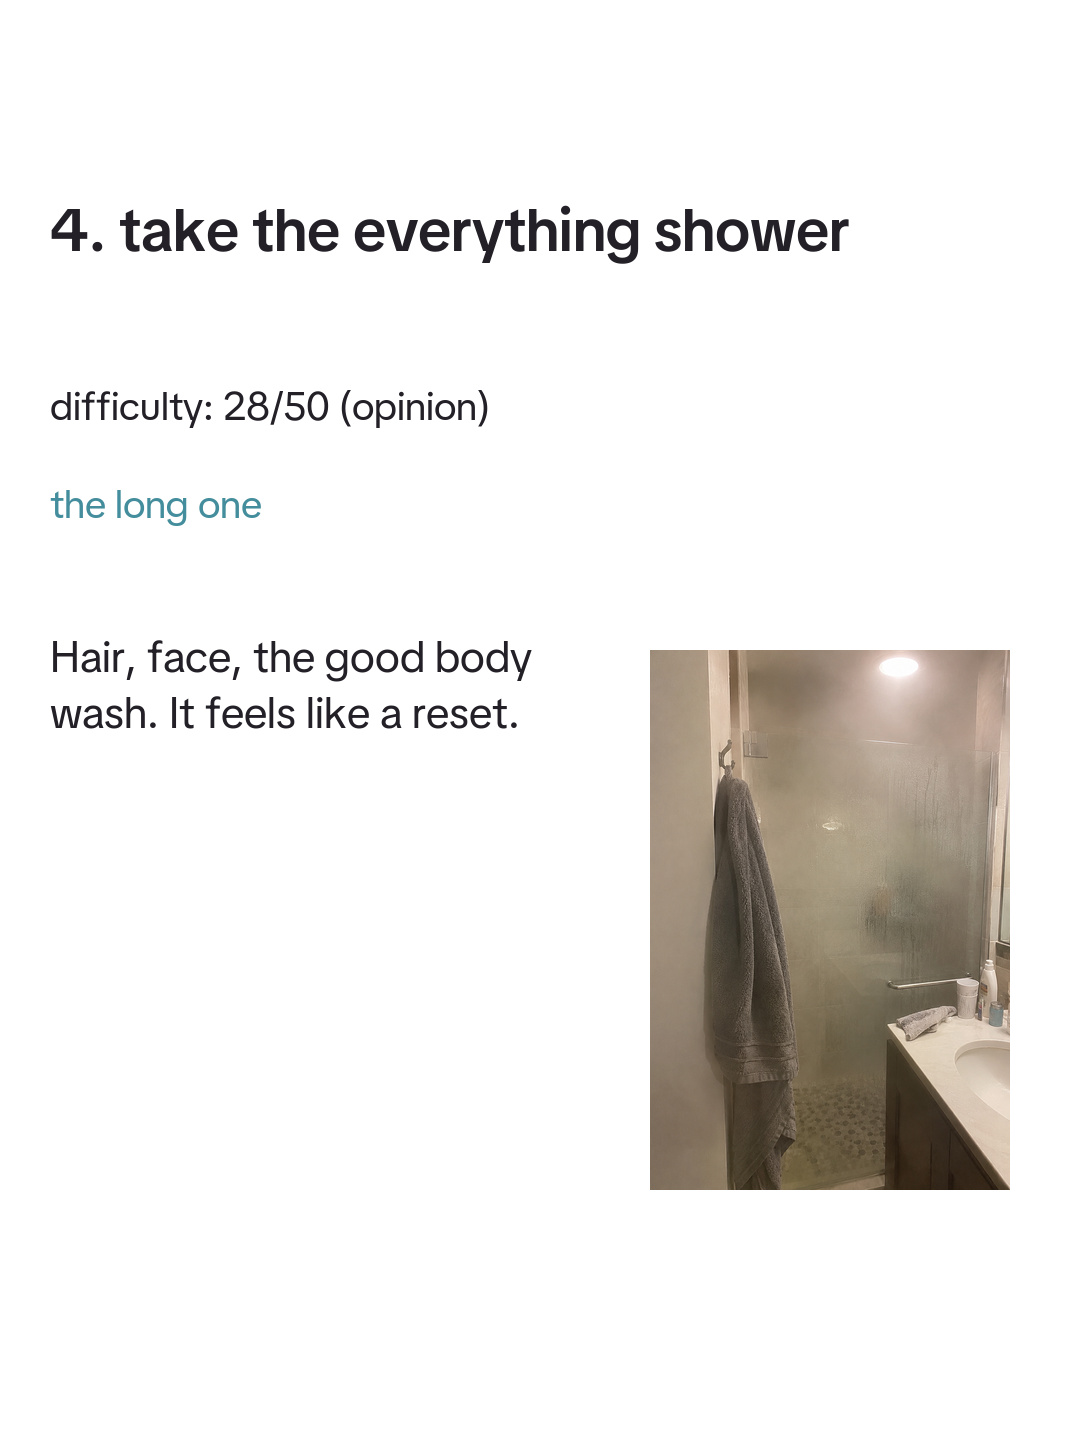 4. take the everything shower
difficulty: 28/50 (opinion)
the long one
Hair, face, the good body
wash. It feels like a reset.